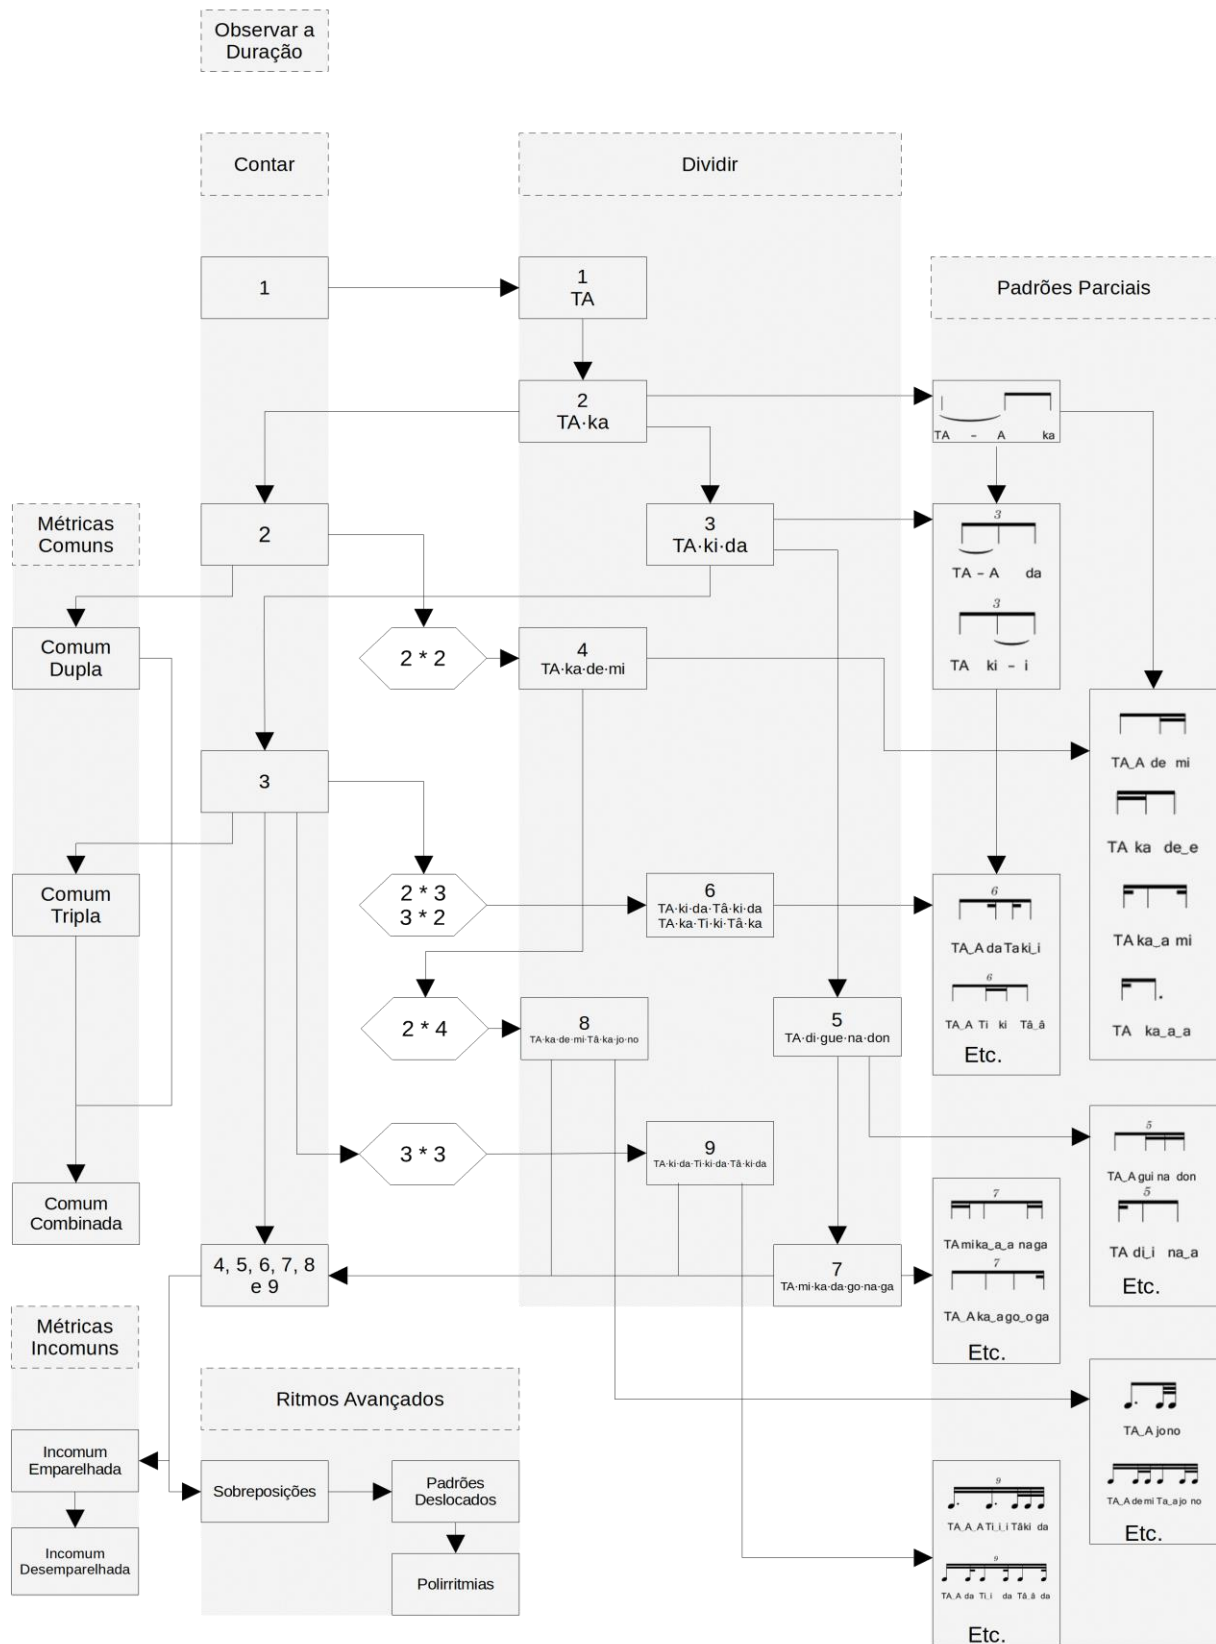 Observar a
Duração
Contar
Dividir
1
1
TA
Padrões Parciais
2
TA·ka
TA – A ka
Métricas
Comuns
2
3
TA·ki·da
3
TA – A da
3
TA ki – i
Comum
Dupla
2 * 2
4
TA·ka·de·mi
TA_A de mi
TA ka de_e
TA ka_a mi
TA ka_a_a
3
Comum
Tripla
2 * 3
3 * 2
6
TA·ki·da·Tâ·ki·da
TA·ka·Ti·ki·Tâ·ka
6
TA_A da Ta ki_i
6
TA_A Ti ki Tâ_â
Etc.
2 * 4
8
TA·ka·de·mi·Tâ·ka·jo·no
5
TA·di·gue·na·don
5
TA_A gui na don
5
TA di_i na_a
Etc.
3 * 3
9
TA·ki·da·Ti·ki·da·Tâ·ki·da
Comum
Combinada
4, 5, 6, 7, 8
e 9
7
TA·mi·ka·da·go·na·ga
7
TA mi ka_a_a na ga
7
TA_A ka_a go_o ga
Etc.
Métricas
Incomuns
Ritmos Avançados
TA_A jo no
TA_A de mi Ta_a jo no
Etc.
Incomum
Emparelhada
Sobreposições
Padrões
Deslocados
9
TA_A_A Ti_i_i Tâ ki da
9
TA_A da Ti_i da Tâ_â da
Etc.
Incomum
Desemparelhada
Polirritmias